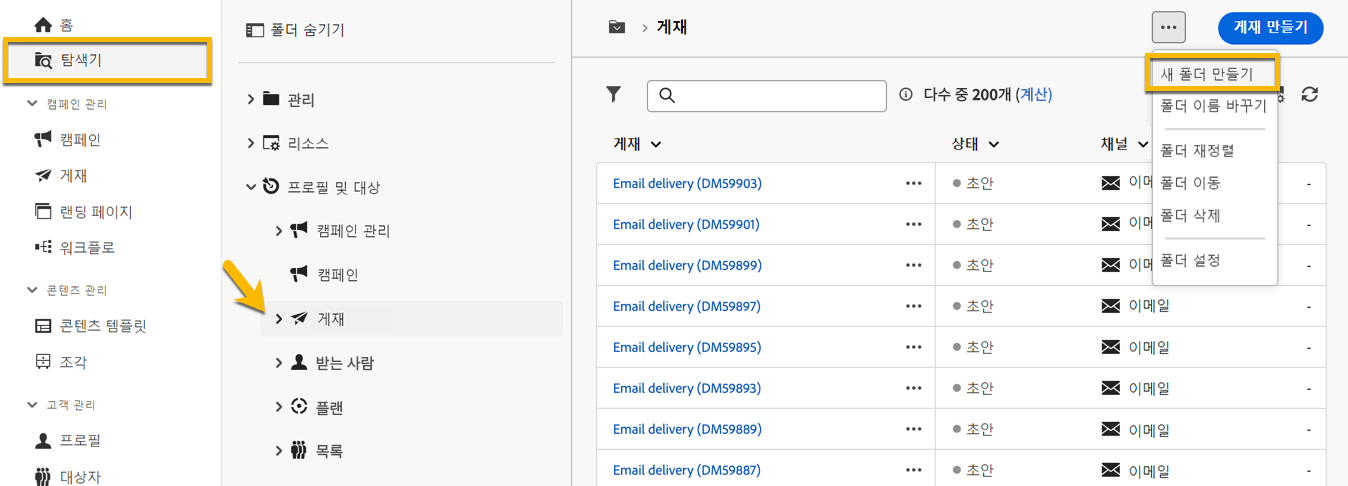 홈
탐색기
캠페인 관리
캠페인
게재
랜딩 페이지
워크플로
콘텐츠 관리
콘텐츠 템플릿
조각
고객 관리
프로필
대상자
폴더 숨기기
관리
리소스
프로필 및 대상
캠페인 관리
캠페인
게재
받는 사람
플랜
목록
게재
게재 만들기
새 폴더 만들기
폴더 이름 바꾸기
폴더 재정렬
폴더 이동
폴더 삭제
폴더 설정
다수 중 200개 (계산)
게재 상태 채널
Email delivery (DM59903) 초안 이메 -
Email delivery (DM59901) 초안 이메 -
Email delivery (DM59899) 초안 이메 -
Email delivery (DM59897) 초안 이메일 -
Email delivery (DM59895) 초안 이메일 -
Email delivery (DM59893) 초안 이메일 -
Email delivery (DM59889) 초안 이메일 -
Email delivery (DM59887) 초안 이메일 -